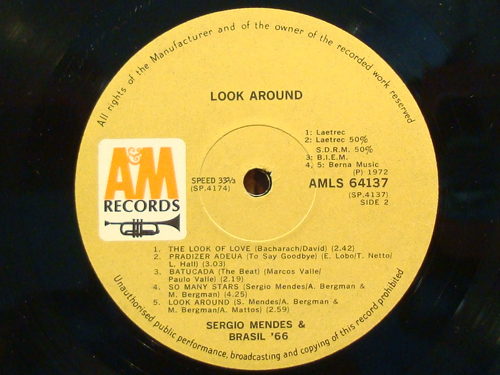 All rights of the Manufacturer and of the owner of the recorded work reserved
LOOK AROUND
1: Laetrec
2: Laetrec 50%
S.D.R.M. 50%
3: B.I.E.M.
4, 5: Berna Music
(P) 1972
A&M
RECORDS
SPEED 33⅓
(SP.4174)
AMLS 64137
(SP.4137)
SIDE 2
1. THE LOOK OF LOVE (Bacharach/David) (2.42)
2. PRADIZER ADEUA (To Say Goodbye) (E. Lobo/T. Netto/
L. Hall) (3.03)
3. BATUCADA (The Beat) (Marcos Valle/
Paulo Valle) (2.19)
4. SO MANY STARS (Sergio Mendes/A. Bergman &
M. Bergman) (4.25)
5. LOOK AROUND (S. Mendes/A. Bergman &
M. Bergman/A. Mattos) (2.59)
SERGIO MENDES &
BRASIL '66
Unauthorised public performance, broadcasting and copying of this record prohibited